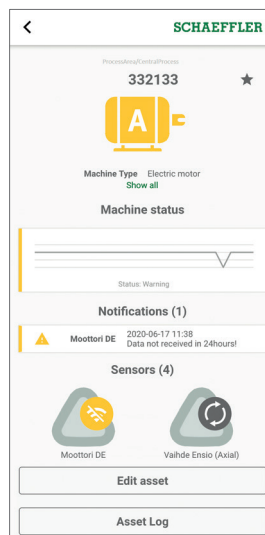 SCHAEFFLER
ProcessArea/CentralProcess
332133
A
Machine Type Electric motor
Show all
Machine status
Status: Warning
Notifications (1)
Moottori DE 2020-06-17 11:38
Data not received in 24hours!
Sensors (4)
Moottori DE
Vaihde Ensio (Axial)
Edit asset
Asset Log